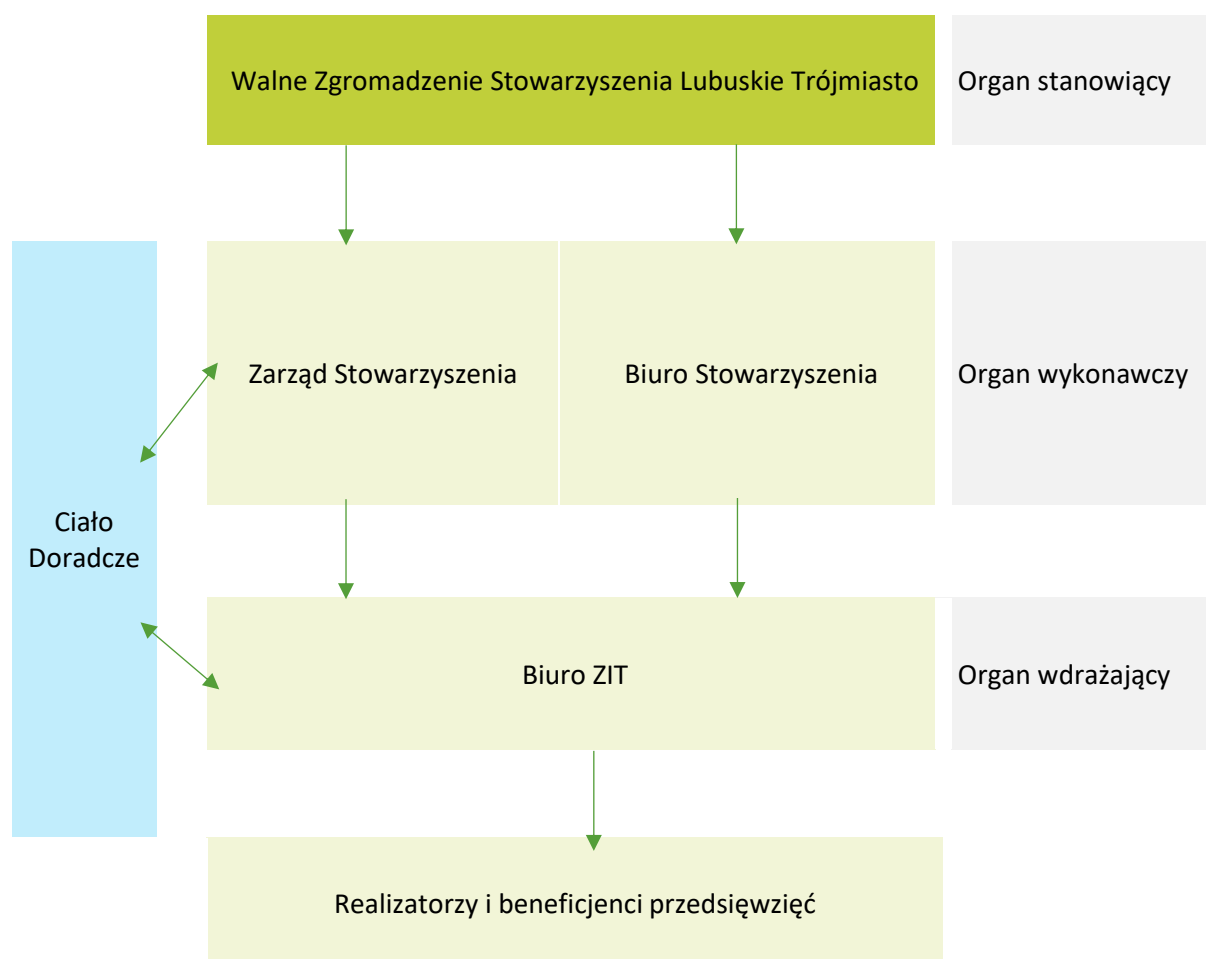 Walne Zgromadzenie Stowarzyszenia Lubuskie Trójmiasto
Organ stanowiący
Zarząd Stowarzyszenia
Biuro Stowarzyszenia
Organ wykonawczy
Ciało
Doradcze
Biuro ZIT
Organ wdrażający
Realizatorzy i beneficjenci przedsięwzięć